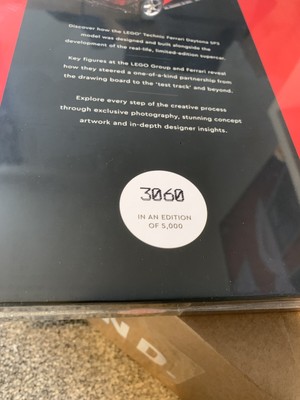 Discover how the LEGO® Technic Ferrari Daytona SP3
model was designed and built alongside the
development of the real-life, limited-edition supercar.
Key figures at the LEGO Group and Ferrari reveal
how they steered a one-of-a-kind partnership from
the drawing board to the 'test track' and beyond.
Explore every step of the creative process
through exclusive photography, stunning concept
artwork and in-depth designer insights.
3060
IN AN EDITION
OF 5,000